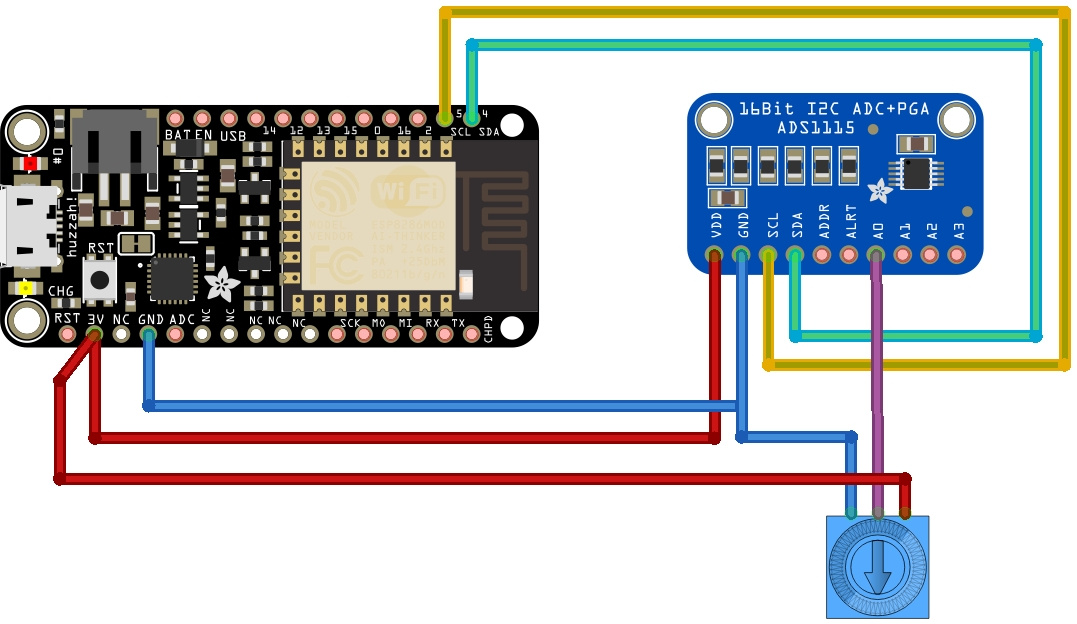 5 4
BAT EN USB 14 12 13 15 0 16 2 SCL SDA
#0
WiFi
huzzah!
RST
FC
CHG
RST 3V NC GND ADC NC NC NC NC NC SCK MO MI RX TX CHPD
16Bit I2C ADC+PGA
ADS1115
VDD GND SCL SDA ADDR ALRT A0 A1 A2 A3